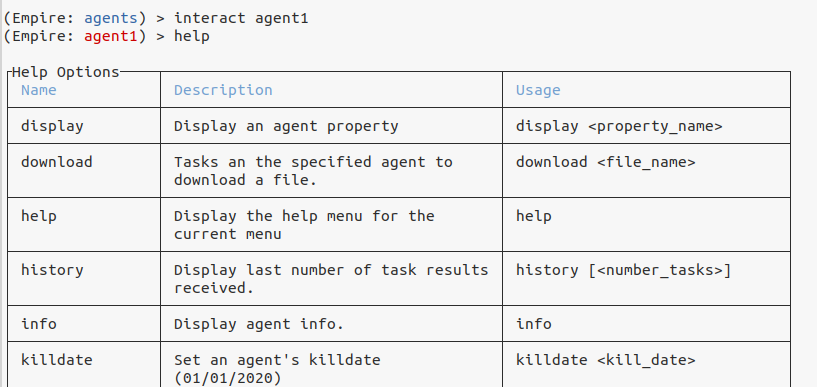 (Empire: agents) > interact agent1
(Empire: agent1) > help
Help Options
Name Description Usage
display Display an agent property display <property_name>
download Tasks an the specified agent to download <file_name>
download a file.
help Display the help menu for the help
current menu
history Display last number of task results history [<number_tasks>]
received.
info Display agent info. info
killdate Set an agent's killdate killdate <kill_date>
(01/01/2020)